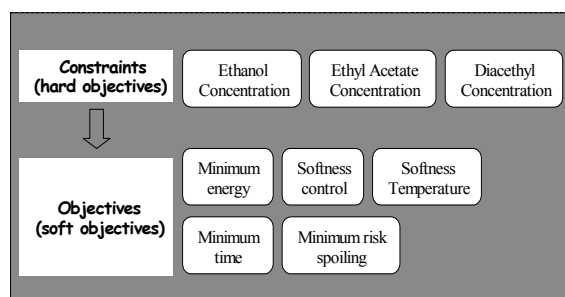 Constraints
(hard objectives)
Ethanol
Concentration
Ethyl Acetate
Concentration
Diacethyl
Concentration
Objectives
(soft objectives)
Minimum
energy
Softness
control
Softness
Temperature
Minimum
time
Minimum risk
spoiling